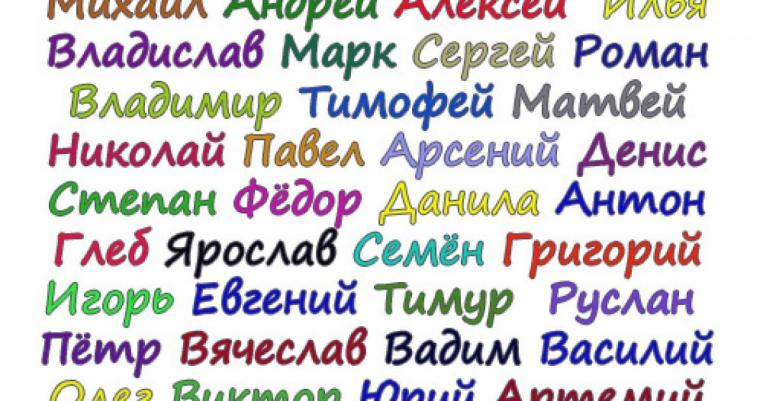 Михаил Андрей Алексей Илья
Владислав Марк Сергей Роман
Владимир Тимофей Матвей
Николай Павел Арсений Денис
Степан Фёдор Данила Антон
Глеб Ярослав Семён Григорий
Игорь Евгений Тимур Руслан
Пётр Вячеслав Вадим Василий
Олег Виктор Юрий Артемий